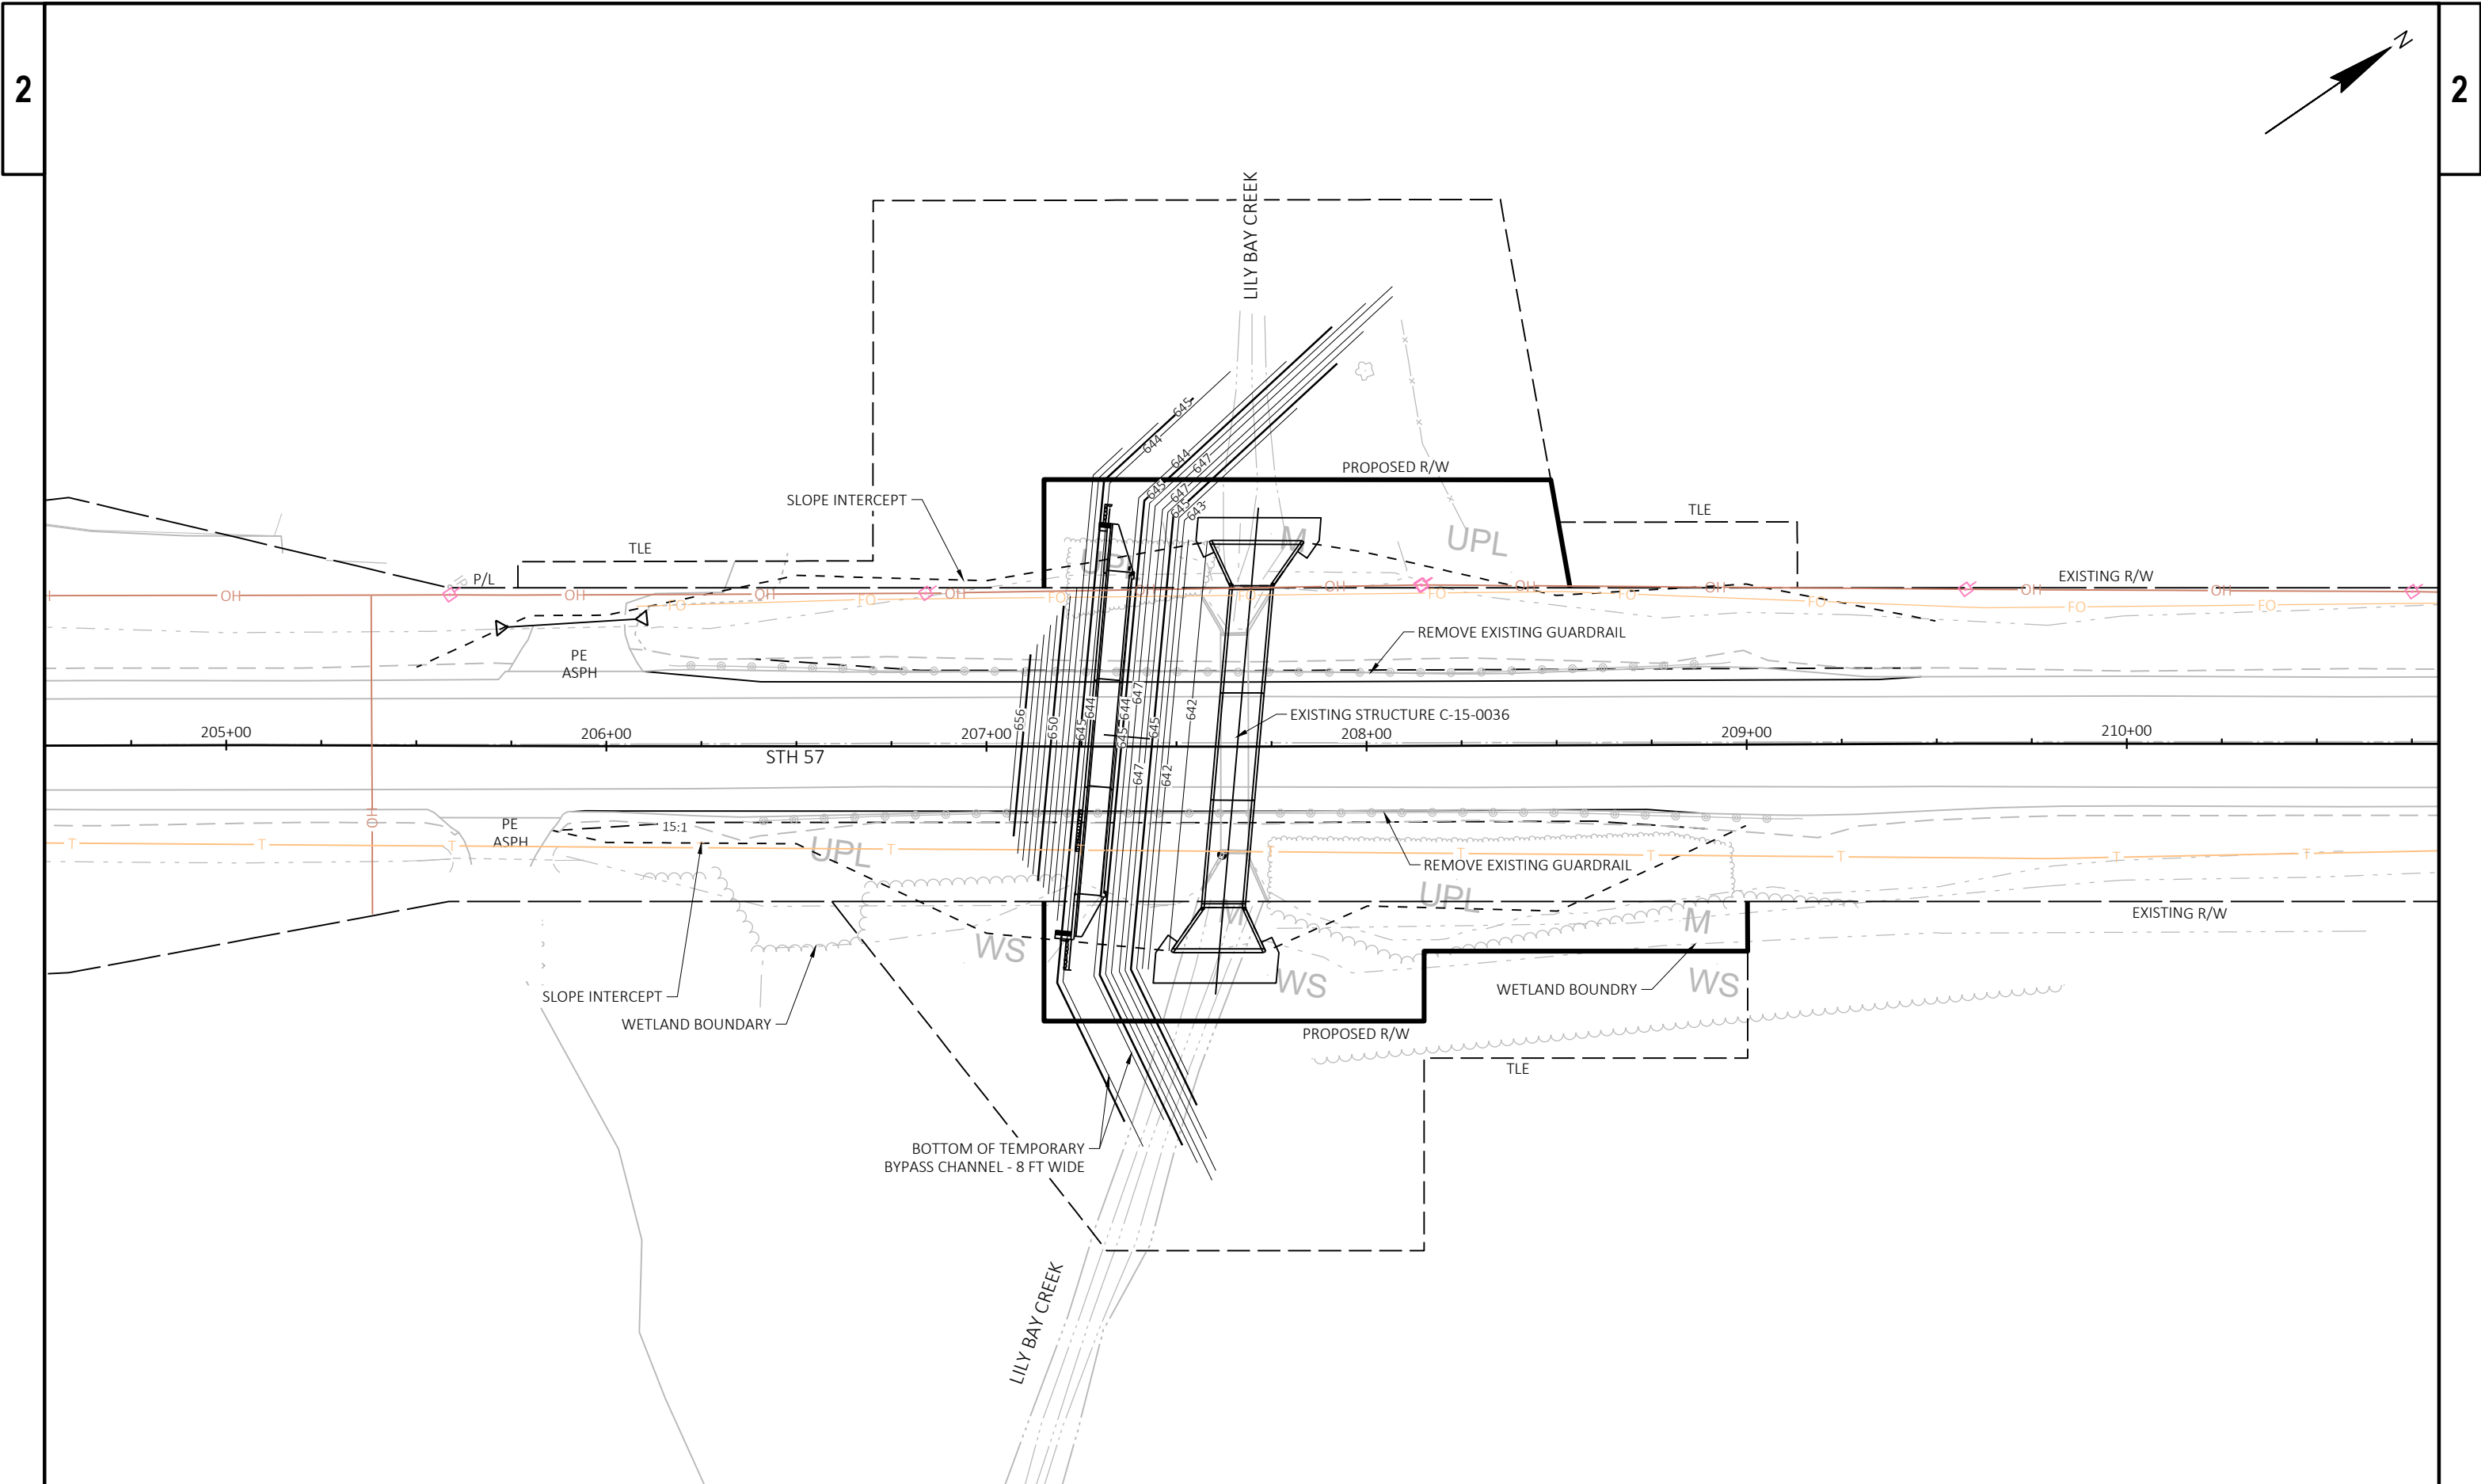 2
2
N
LILY BAY CREEK
645
644
644
647
645
647
645
643
PROPOSED R/W
SLOPE INTERCEPT
TLE
TLE
UPL
M
UPL
P/L
EXISTING R/W
OH
OH
OH
OH
OH
OH
OH
OH
OH
FO
FO
FO
FO
FO
FO
FO
FO
FO
REMOVE EXISTING GUARDRAIL
PE
ASPH
656
650
645
644
644
645
647
645
642
EXISTING STRUCTURE C-15-0036
205+00
206+00
207+00
208+00
209+00
210+00
STH 57
647
642
PE
ASPH
15:1
T
T
T
T
T
T
T
T
T
T
UPL
REMOVE EXISTING GUARDRAIL
UPL
M
M
EXISTING R/W
WS
WS
WS
SLOPE INTERCEPT
WETLAND BOUNDARY
WETLAND BOUNDRY
PROPOSED R/W
TLE
BOTTOM OF TEMPORARY
BYPASS CHANNEL - 8 FT WIDE
LILY BAY CREEK